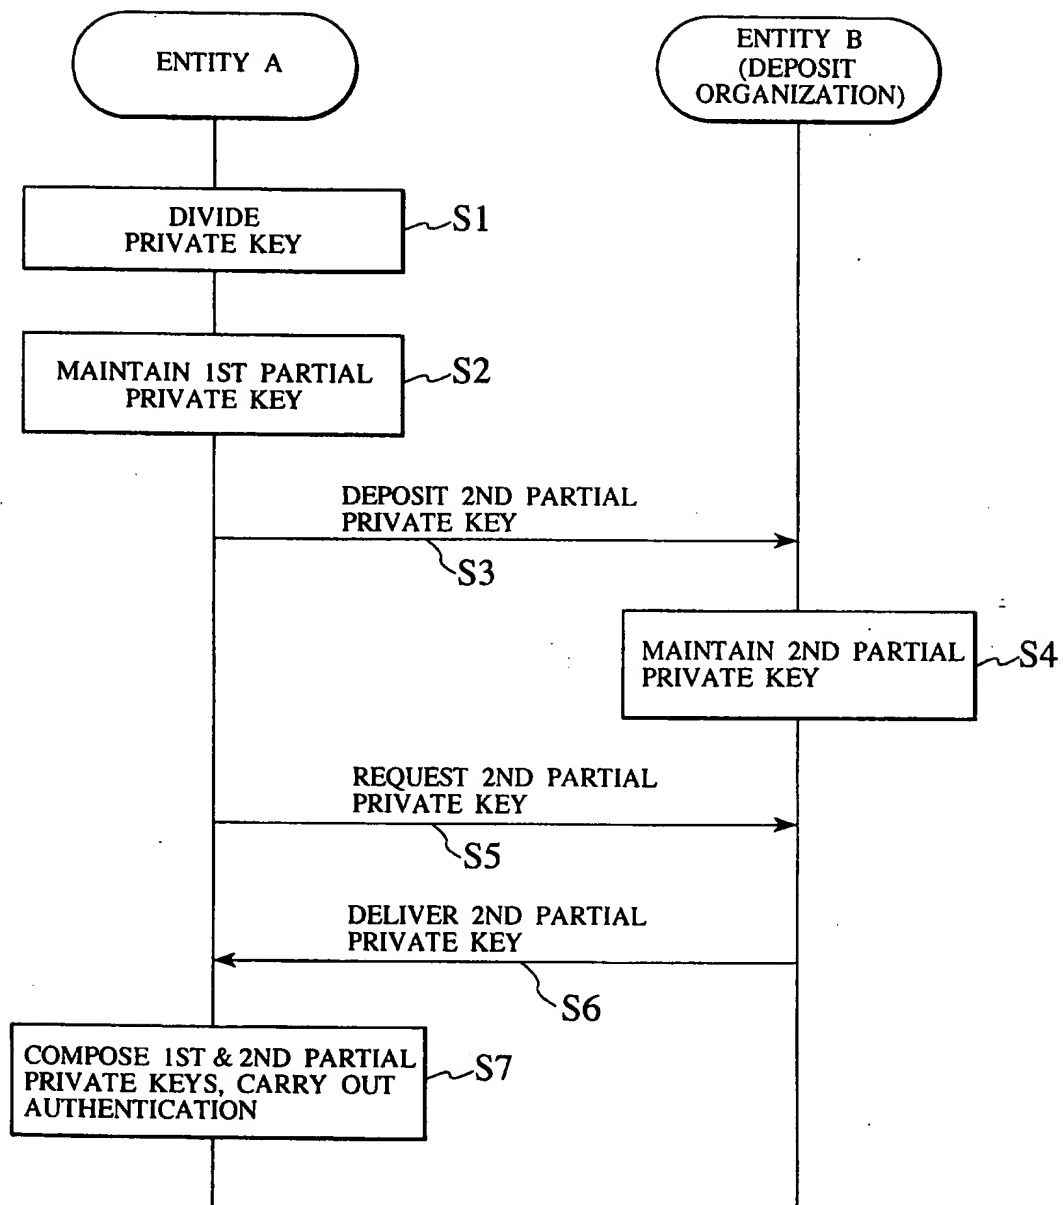 ENTITY A
ENTITY B
(DEPOSIT
ORGANIZATION)
DIVIDE
PRIVATE KEY
S1
MAINTAIN 1ST PARTIAL
PRIVATE KEY
S2
DEPOSIT 2ND PARTIAL
PRIVATE KEY
S3
MAINTAIN 2ND PARTIAL
PRIVATE KEY
S4
REQUEST 2ND PARTIAL
PRIVATE KEY
S5
DELIVER 2ND PARTIAL
PRIVATE KEY
S6
COMPOSE 1ST & 2ND PARTIAL
PRIVATE KEYS, CARRY OUT
AUTHENTICATION
S7